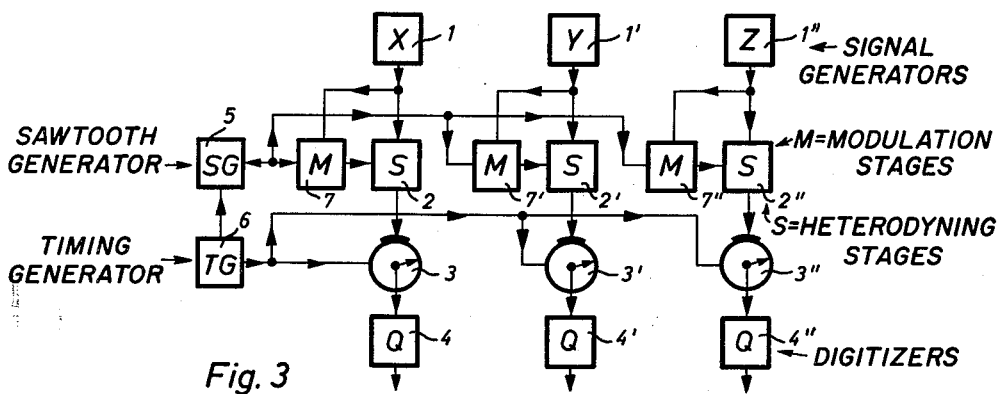 X 1
Y 1'
Z 1"
SIGNAL
GENERATORS
SAWTOOTH
GENERATOR
5
SG
M
7
S
2
M
7'
S
2'
M
7"
S
2"
M=MODULATION
STAGES
S=HETERODYNING
STAGES
TIMING
GENERATOR
6
TG
3
3'
3"
Q 4
Q 4'
Q 4"
DIGITIZERS
Fig. 3